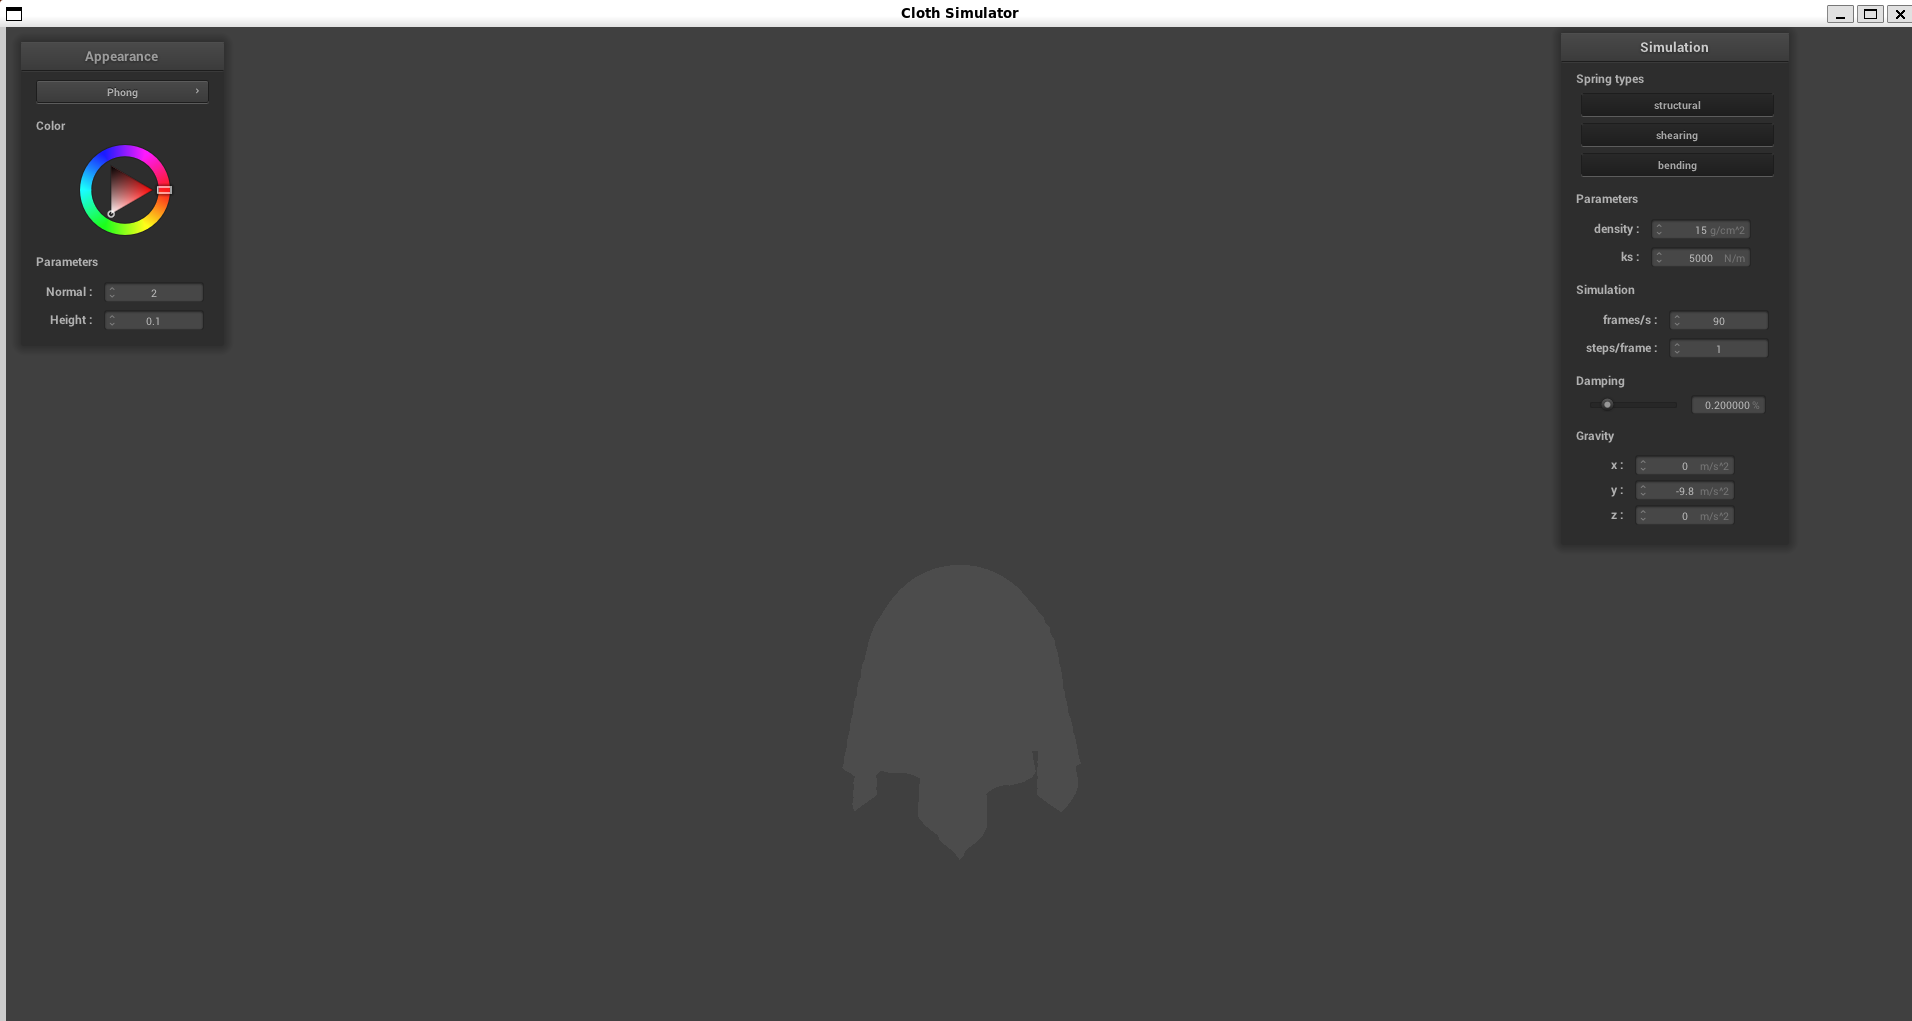 Cloth Simulator
Appearance
Phong
Color
Parameters
Normal : 2
Height : 0.1
Simulation
Spring types
structural
shearing
bending
Parameters
density : 15 g/cm^2
ks : 5000 N/m
Simulation
frames/s : 90
steps/frame : 1
Damping
0.200000 %
Gravity
x : 0 m/s^2
y : -9.8 m/s^2
z : 0 m/s^2